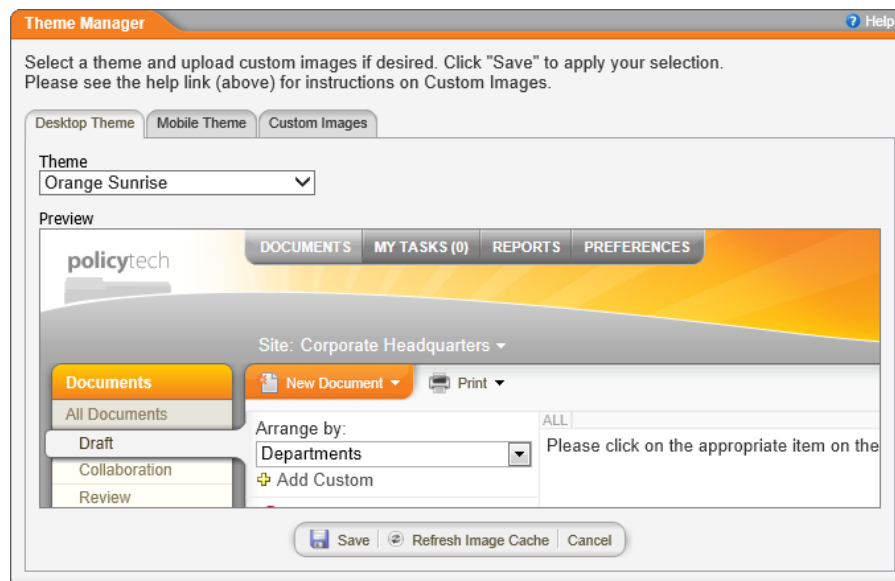 Theme Manager
Help
Select a theme and upload custom images if desired. Click "Save" to apply your selection.
Please see the help link (above) for instructions on Custom Images.
Desktop Theme Mobile Theme Custom Images
Theme
Orange Sunrise
Preview
policytech
DOCUMENTS MY TASKS (0) REPORTS PREFERENCES
Site: Corporate Headquarters
Documents
New Document Print
All Documents
Draft
Collaboration
Review
Arrange by:
Departments
Add Custom
ALL
Please click on the appropriate item on the
Save Refresh Image Cache Cancel